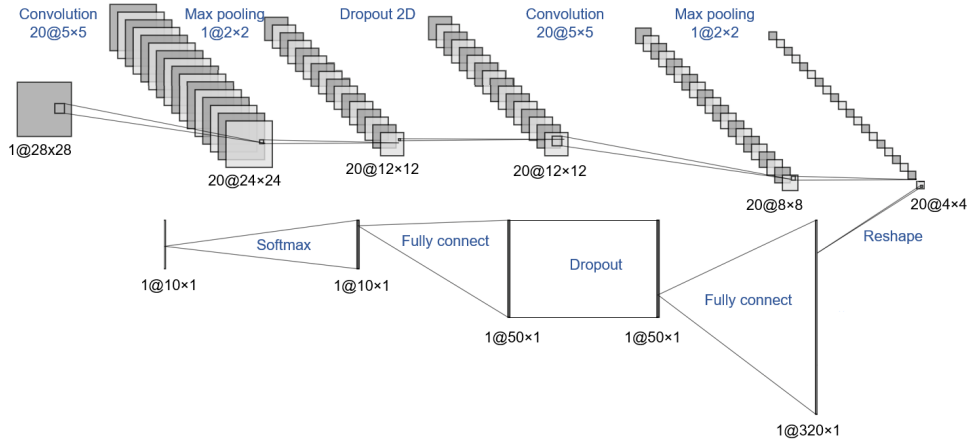 Convolution
20@5×5
Max pooling
1@2×2
Dropout 2D
Convolution
20@5×5
Max pooling
1@2×2
1@28x28
20@24×24
20@12×12
20@12×12
20@8×8
20@4×4
Reshape
Softmax
Fully connect
Dropout
Fully connect
1@10×1
1@10×1
1@50×1
1@50×1
1@320×1